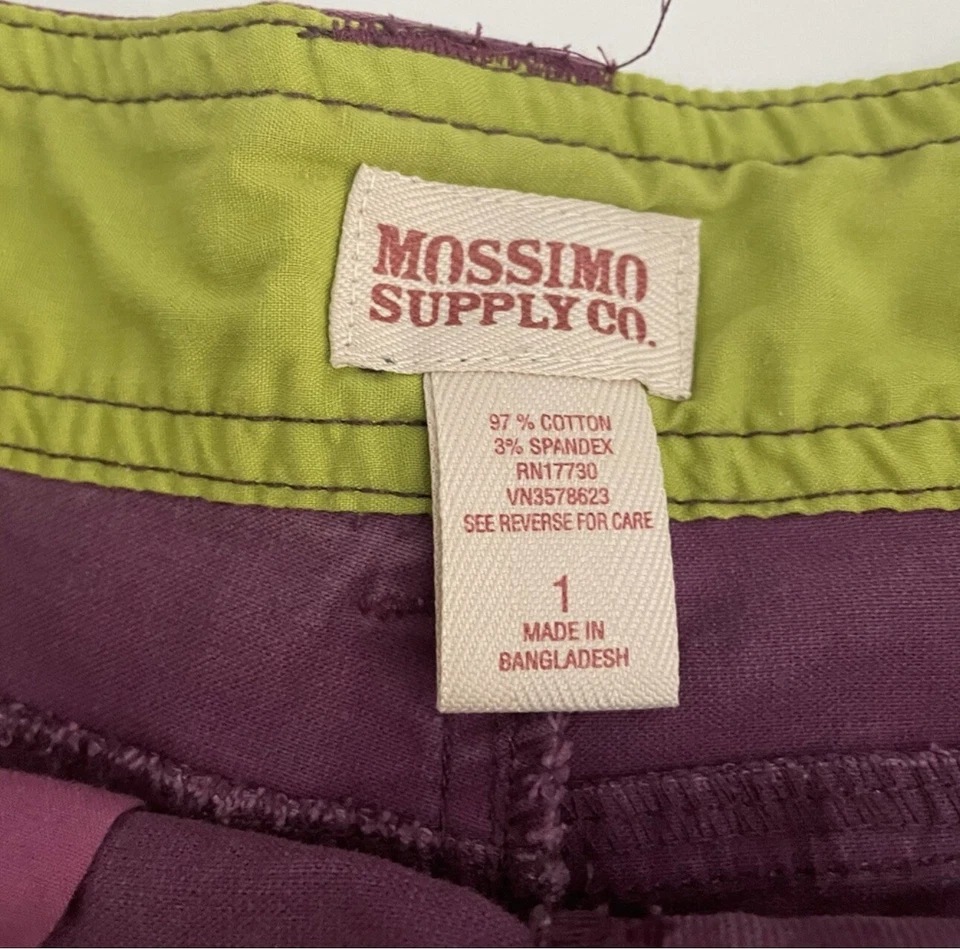 MOSSIMO
SUPPLY CO.
97 % COTTON
3% SPANDEX
RN17730
VN3578623
SEE REVERSE FOR CARE
1
MADE IN
BANGLADESH